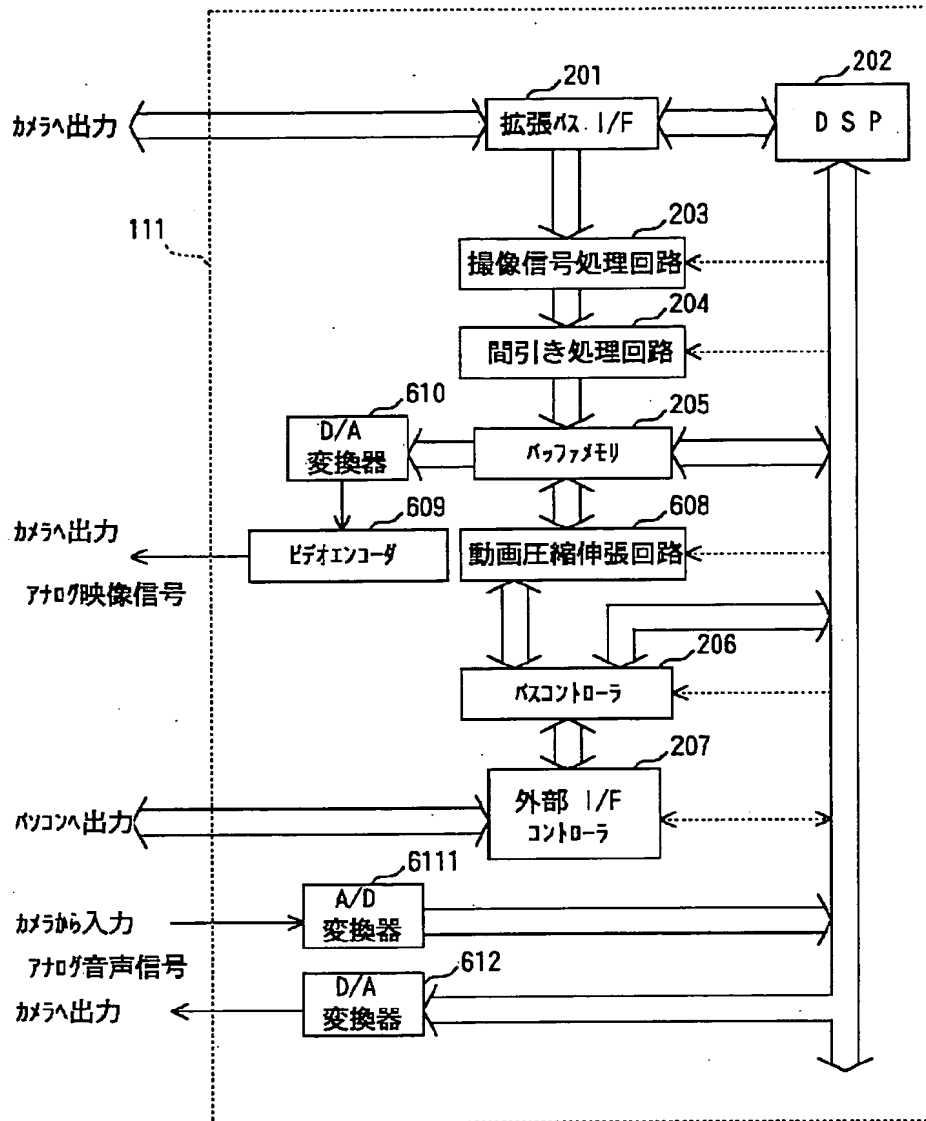 201
202
カメラへ出力
拡張バス I/F
DSP
111
203
撮像信号処理回路
204
間引き処理回路
610
205
D/A
変換器
バッファメモリ
609
608
カメラへ出力
ビデオエンコーダ
動画圧縮伸張回路
アナログ映像信号
206
バスコントローラ
207
外部 I/F
コントローラ
パソコンへ出力
6111
A/D
変換器
カメラから入力
アナログ音声信号
612
D/A
変換器
カメラへ出力